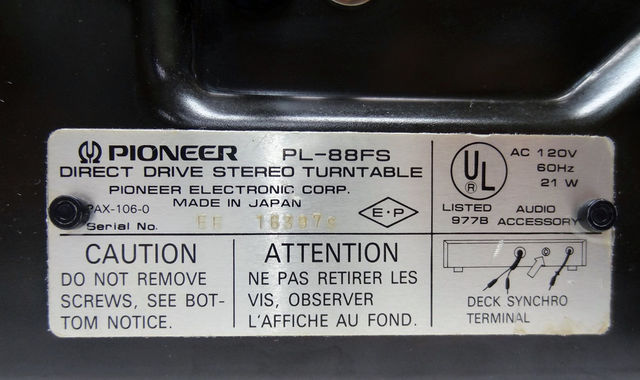 PIONEER PL-88FS
DIRECT DRIVE STEREO TURNTABLE
PIONEER ELECTRONIC CORP.
MADE IN JAPAN
PAX-106-0
Serial No.
E-P
UL
®
AC 120V
60Hz
21 W
LISTED
977B
AUDIO
ACCESSORY
CAUTION
DO NOT REMOVE
SCREWS, SEE BOT-
TOM NOTICE.
ATTENTION
NE PAS RETIRER LES
VIS, OBSERVER
L'AFFICHE AU FOND.
DECK SYNCHRO
TERMINAL